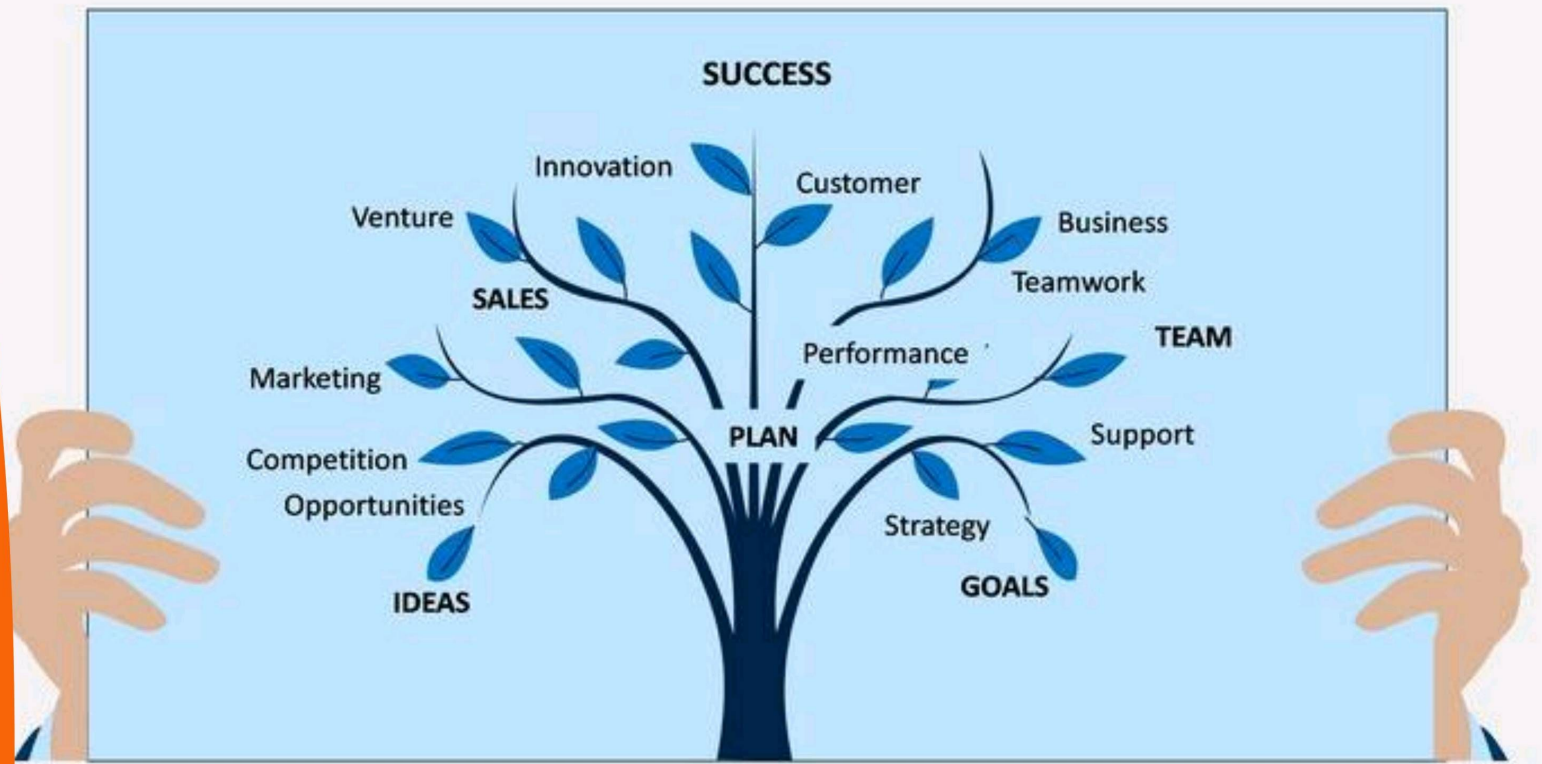 SUCCESS
Innovation
Customer
Venture
Business
Teamwork
SALES
TEAM
Performance
Marketing
PLAN
Support
Competition
Opportunities
Strategy
GOALS
IDEAS